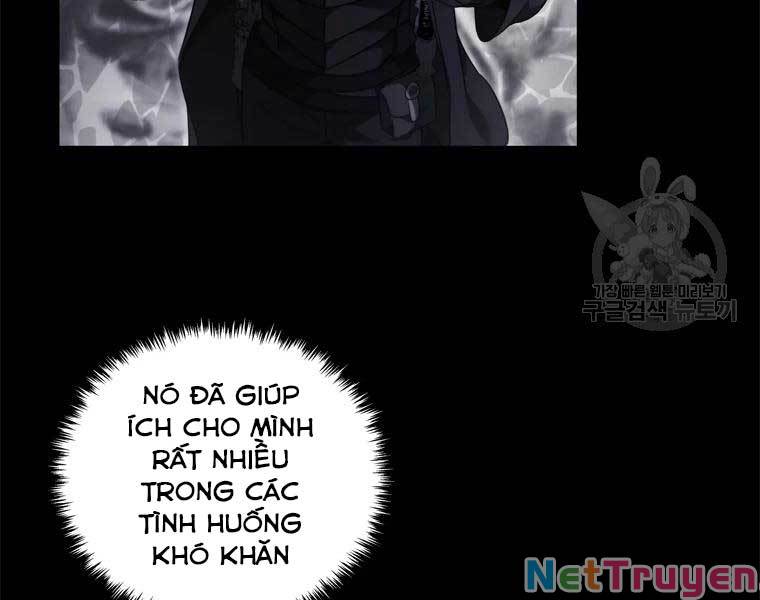 가장 빠른 웹툰 미리보기
구글검색 뉴토끼
NÓ ĐÃ GIÚP
ÍCH CHO MÌNH
RẤT NHIỀU
TRONG CÁC
TÌNH HUỐNG
KHÓ KHĂN
NetTruyen